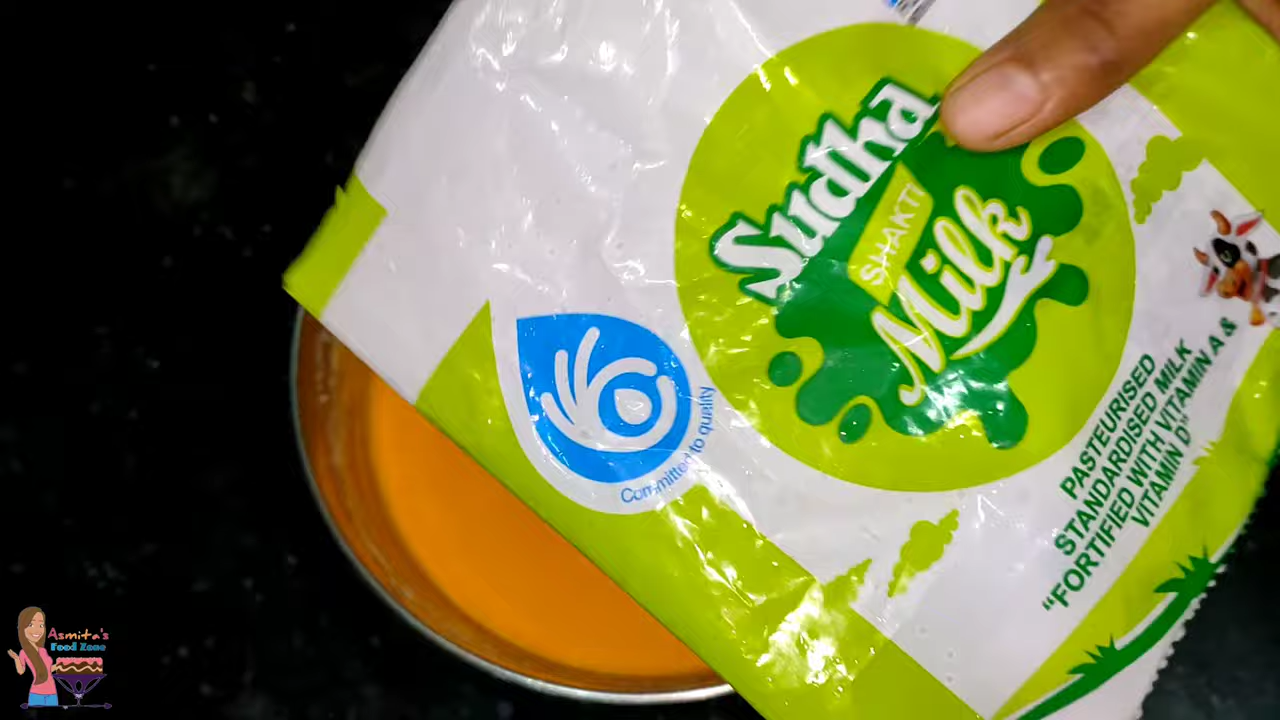 Sudha
SHAKTI
Milk
Committed to quality
PASTEURISED
STANDARDISED MILK
"FORTIFIED WITH VITAMIN A &
VITAMIN D"
Asmita's
Food Zone